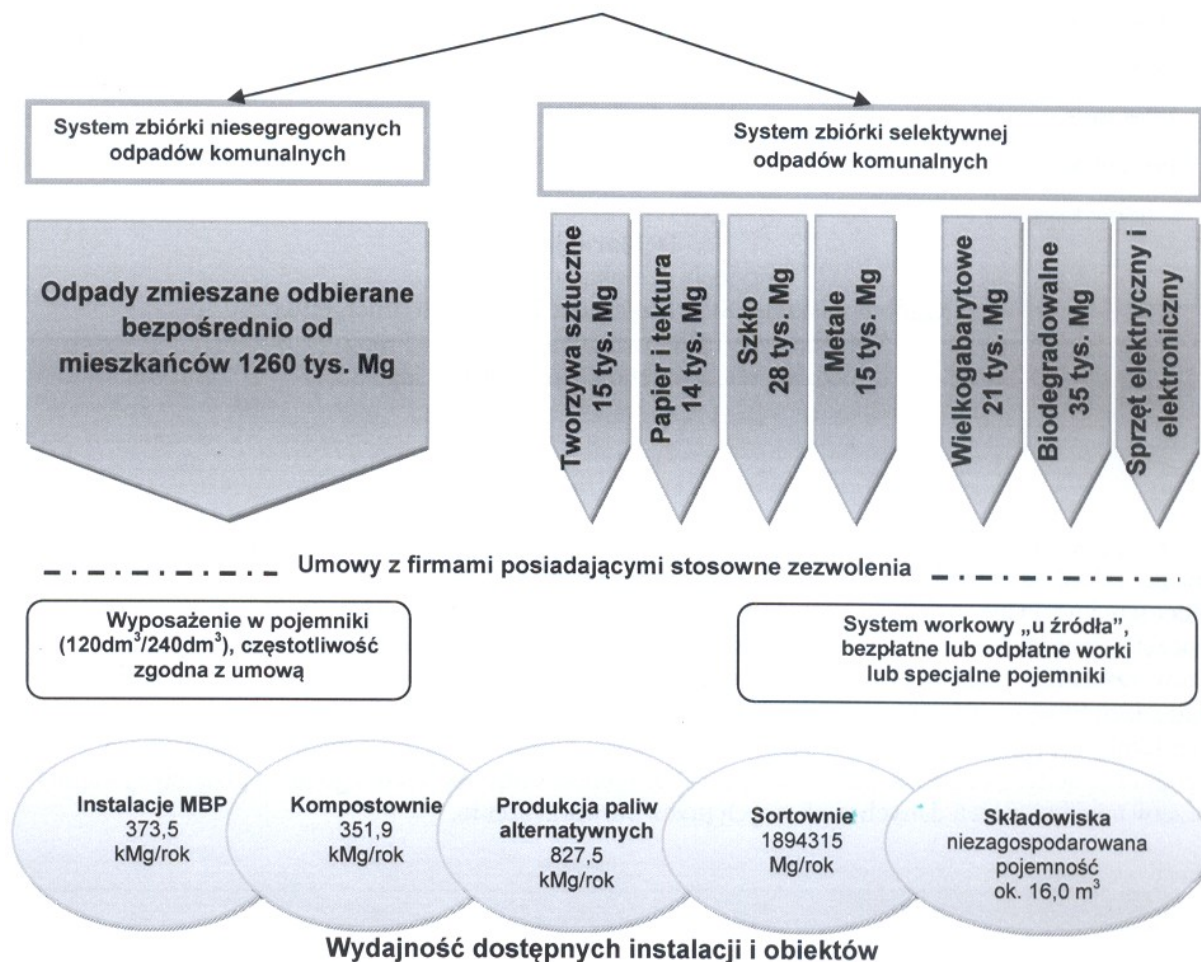 System zbiórki niesegregowanych
odpadów komunalnych
System zbiórki selektywnej
odpadów komunalnych
Odpady zmieszane odbierane
bezpośrednio od
mieszkańców 1260 tys. Mg
Tworzywa sztuczne
15 tys. Mg
Papier i tektura
14 tys. Mg
Szkło
28 tys. Mg
Metale
15 tys. Mg
Wielkogabarytowe
21 tys. Mg
Biodegradowalne
35 tys. Mg
Sprzęt elektryczny i
elektroniczny
Umowy z firmami posiadającymi stosowne zezwolenia
Wyposażenie w pojemniki
(120dm³/240dm³), częstotliwość
zgodna z umową
System workowy „u źródła”,
bezpłatne lub odpłatne worki
lub specjalne pojemniki
Instalacje MBP
373,5
kMg/rok
Kompostownie
351,9
kMg/rok
Produkcja paliw
alternatywnych
827,5
kMg/rok
Sortownie
1894315
Mg/rok
Składowiska
niezagospodarowana
pojemność
ok. 16,0 m³
Wydajność dostępnych instalacji i obiektów